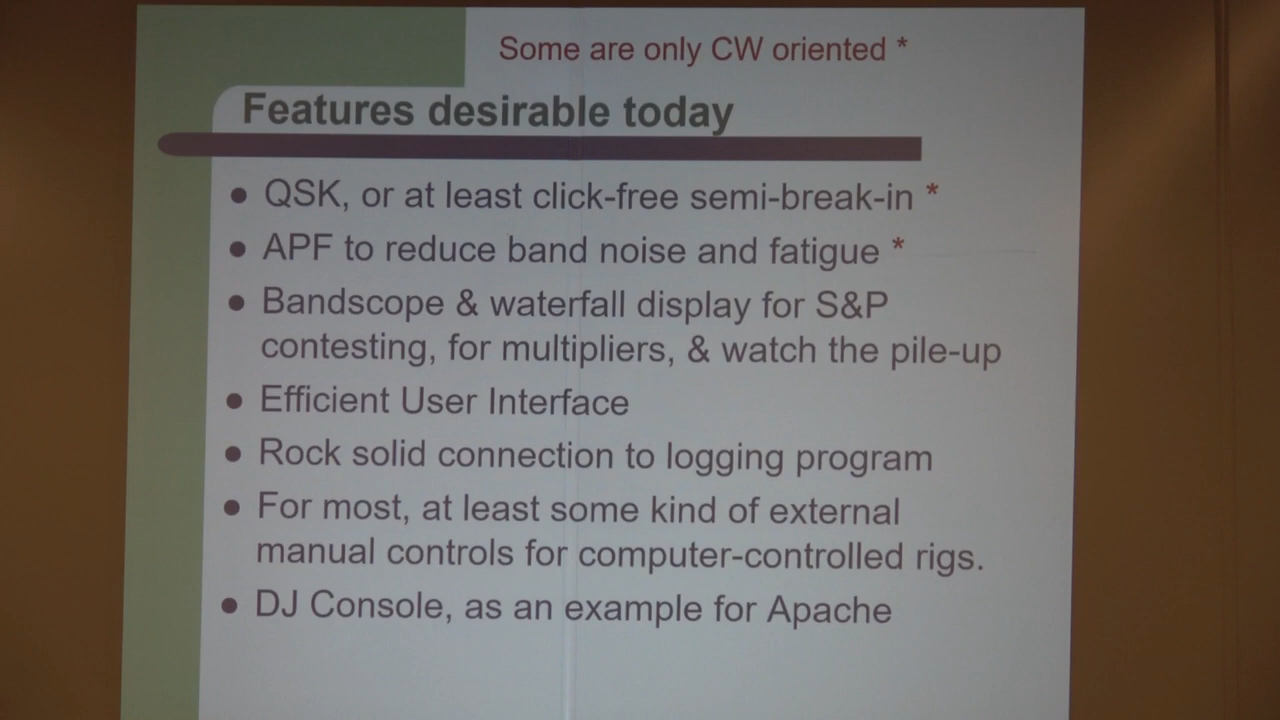 Some are only CW oriented *
Features desirable today
• QSK, or at least click-free semi-break-in *
• APF to reduce band noise and fatigue *
• Bandscope & waterfall display for S&P
contesting, for multipliers, & watch the pile-up
• Efficient User Interface
• Rock solid connection to logging program
• For most, at least some kind of external
manual controls for computer-controlled rigs.
• DJ Console, as an example for Apache